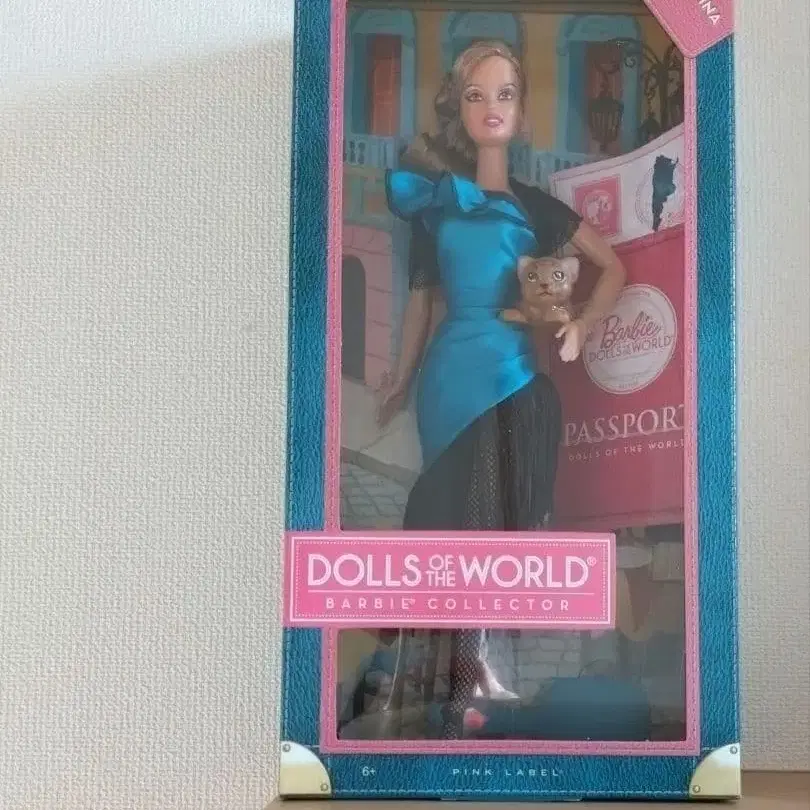 Barbie
DOLLS OF THE WORLD
PASSPORT
DOLLS OF THE WORLD
DOLLS OF THE WORLD®
BARBIE® COLLECTOR
6+
PINK LABEL®